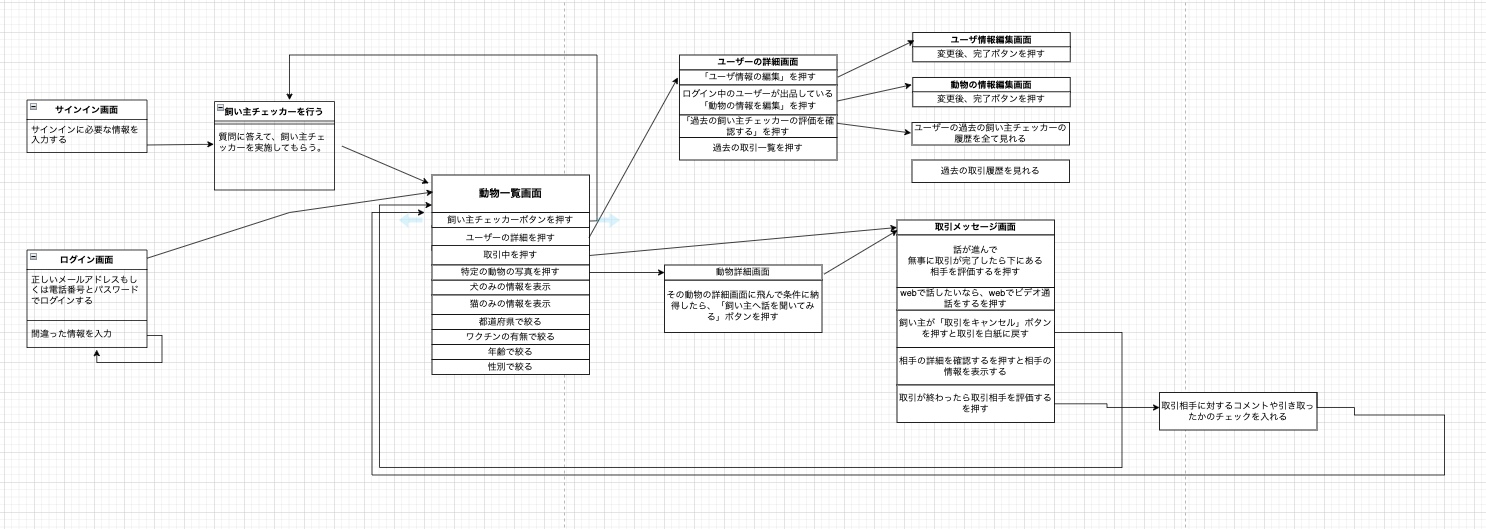 サインイン画面
サインインに必要な情報を
入力する
飼い主チェッカーを行う
質問に答えて、飼い主チェ
ッカーを実施してもらう。
ログイン画面
正しいメールアドレスもし
くは電話番号とパスワード
でログインする
間違った情報を入力
動物一覧画面
飼い主チェッカーボタンを押す
ユーザーの詳細を押す
取引中を押す
特定の動物の写真を押す
犬のみの情報を表示
猫のみの情報を表示
都道府県で絞る
ワクチンの有無で絞る
年齢で絞る
性別で絞る
ユーザーの詳細画面
「ユーザ情報の編集」を押す
ログイン中のユーザーが出品している
「動物の情報を編集」を押す
「過去の飼い主チェッカーの評価を確
認する」を押す
過去の取引一覧を押す
ユーザ情報編集画面
変更後、完了ボタンを押す
動物の情報編集画面
変更後、完了ボタンを押す
ユーザーの過去の飼い主チェッカーの
履歴を全て見れる
過去の取引履歴を見れる
動物詳細画面
その動物の詳細画面に飛んで条件に納
得したら、「飼い主へ話を聞いてみ
る」ボタンを押す
取引メッセージ画面
話が進んで
無事に取引が完了したら下にある
相手を評価するを押す
webで話したいなら、webでビデオ通
話をするを押す
飼い主が「取引をキャンセル」ボタン
を押すと取引を白紙に戻す
相手の詳細を確認するを押すと相手の
情報を表示する
取引が終わったら取引相手を評価する
を押す
取引相手に対するコメントや引き取っ
たかのチェックを入れる